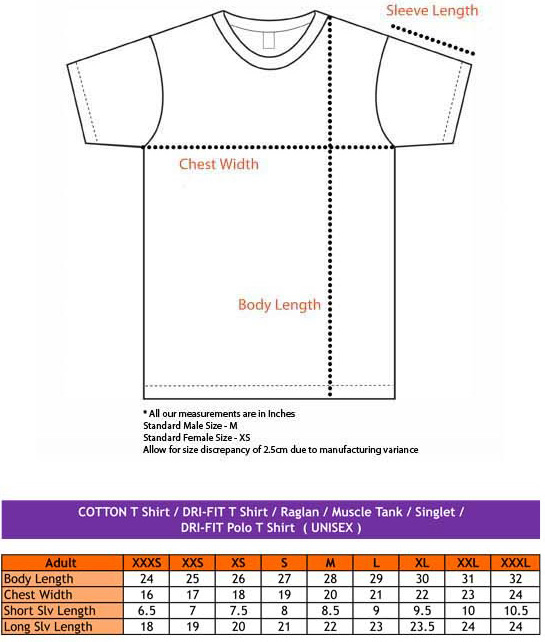 Sleeve Length
Chest Width
Body Length
* All our measurements are in Inches
Standard Male Size - M
Standard Female Size - XS
Allow for size discrepancy of 2.5cm due to manufacturing variance
COTTON T Shirt / DRI-FIT T Shirt / Raglan / Muscle Tank / Singlet /
DRI-FIT Polo T Shirt ( UNISEX )
Adult XXXS XXS XS S M L XL XXL XXXL
Body Length 24 25 26 27 28 29 30 31 32
Chest Width 16 17 18 19 20 21 22 23 24
Short Slv Length 6.5 7 7.5 8 8.5 9 9.5 10 10.5
Long Slv Length 18 19 20 21 22 23 23.5 24 24